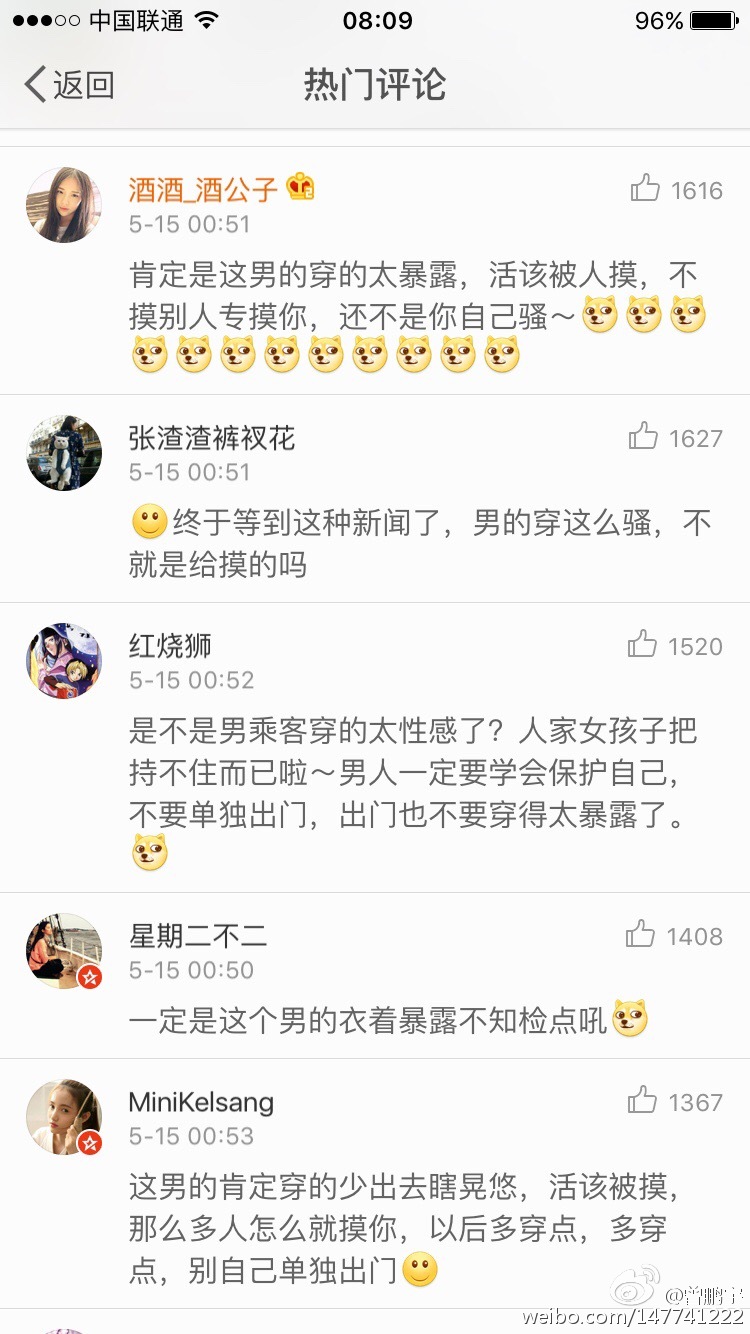 中国联通 08:09 96%
返回 热门评论
酒酒_酒公子 1616
5-15 00:51
肯定是这男的穿的太暴露，活该被人摸，不
摸别人专摸你，还不是你自己骚～
张渣渣裤衩花 1627
5-15 00:51
终于等到这种新闻了，男的穿这么骚，不
就是给摸的吗
红烧狮 1520
5-15 00:52
是不是男乘客穿的太性感了？人家女孩子把
持不住而已啦～男人一定要学会保护自己，
不要单独出门，出门也不要穿得太暴露了。
星期二不二 1408
5-15 00:50
一定是这个男的衣着暴露不知检点吼
MiniKelsang 1367
5-15 00:53
这男的肯定穿的少出去瞎晃悠，活该被摸，
那么多人怎么就摸你，以后多穿点，多穿
点，别自己单独出门
weibo.com/147741222